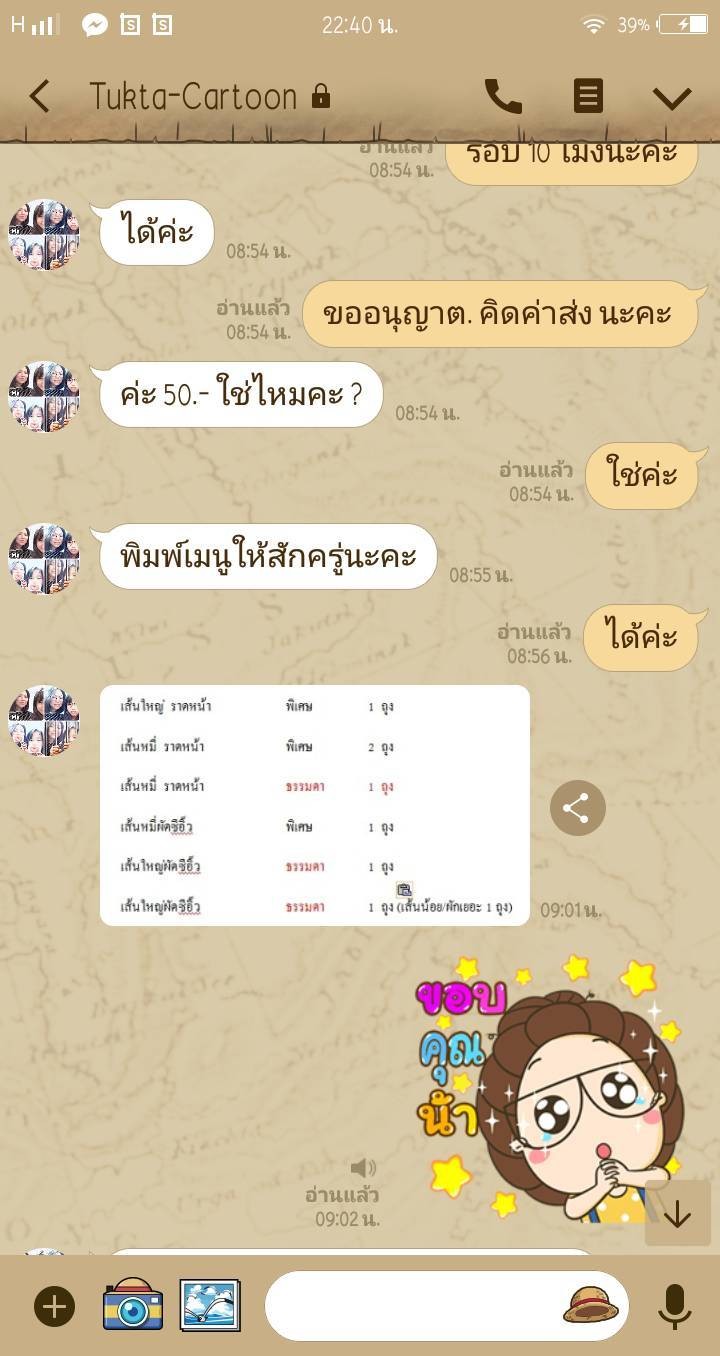 H
22:40 น.
39%
Tukta-Cartoon
อ่านแล้ว
08:54 น.
รอบ 10 โมงนะคะ
ได้ค่ะ
08:54 น.
อ่านแล้ว
08:54 น.
ขออนุญาต. คิดค่าส่ง นะคะ
ค่ะ 50.- ใช่ไหมคะ ?
08:54 น.
อ่านแล้ว
08:54 น.
ใช่ค่ะ
พิมพ์เมนูให้สักครู่นะคะ
08:55 น.
อ่านแล้ว
08:56 น.
ได้ค่ะ
เส้นใหญ่ ราดหน้า พิเศษ 1 ถุง
เส้นหมี่ ราดหน้า พิเศษ 2 ถุง
เส้นหมี่ ราดหน้า ธรรมดา 1 ถุง
เส้นหมี่ผัดซีอิ๊ว พิเศษ 1 ถุง
เส้นใหญ่ผัดซีอิ๊ว ธรรมดา 1 ถุง
เส้นใหญ่ผัดซีอิ๊ว ธรรมดา 1 ถุง (เส้นน้อย/ผักเยอะ 1 ถุง)
09:01 น.
ขอบ
คุณ
น้า
อ่านแล้ว
09:02 น.